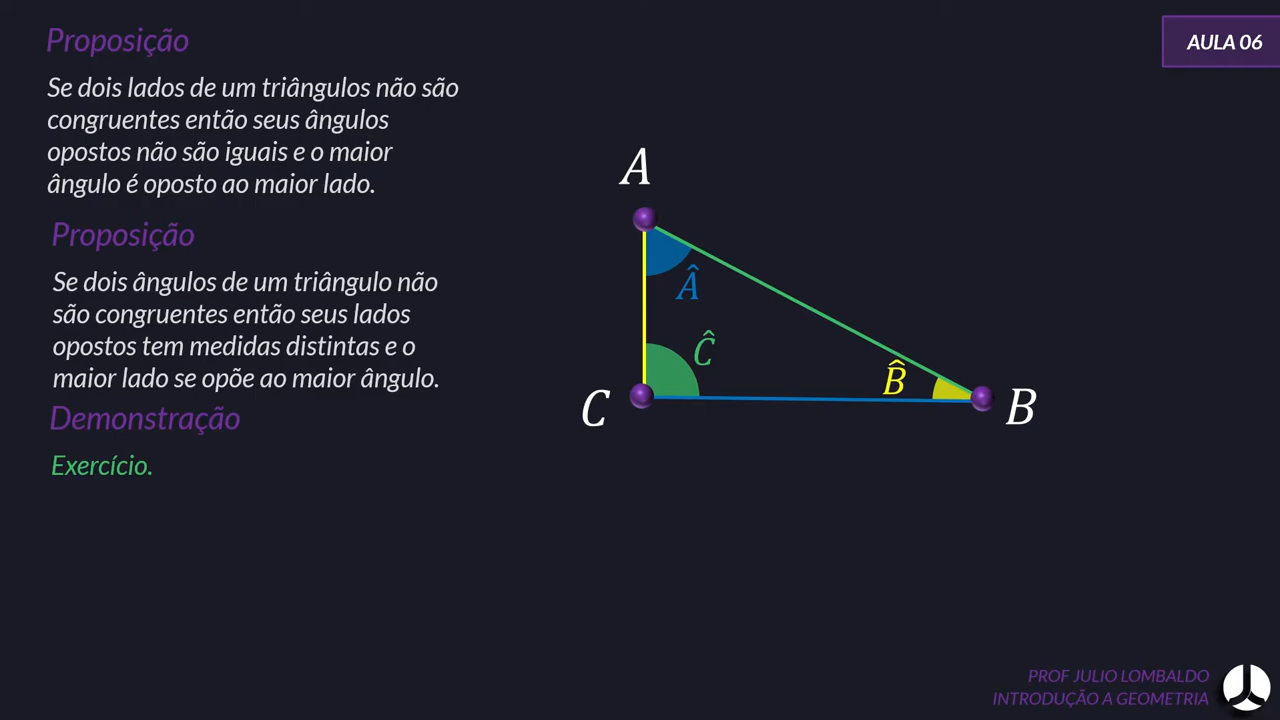 Proposição
Se dois lados de um triângulos não são
congruentes então seus ângulos
opostos não são iguais e o maior
ângulo é oposto ao maior lado.
Proposição
Se dois ângulos de um triângulo não
são congruentes então seus lados
opostos tem medidas distintas e o
maior lado se opõe ao maior ângulo.
Demonstração
Exercício.
AULA 06
A
Â
Ĉ
B̂
C
B
PROF JULIO LOMBALDO
INTRODUÇÃO A GEOMETRIA